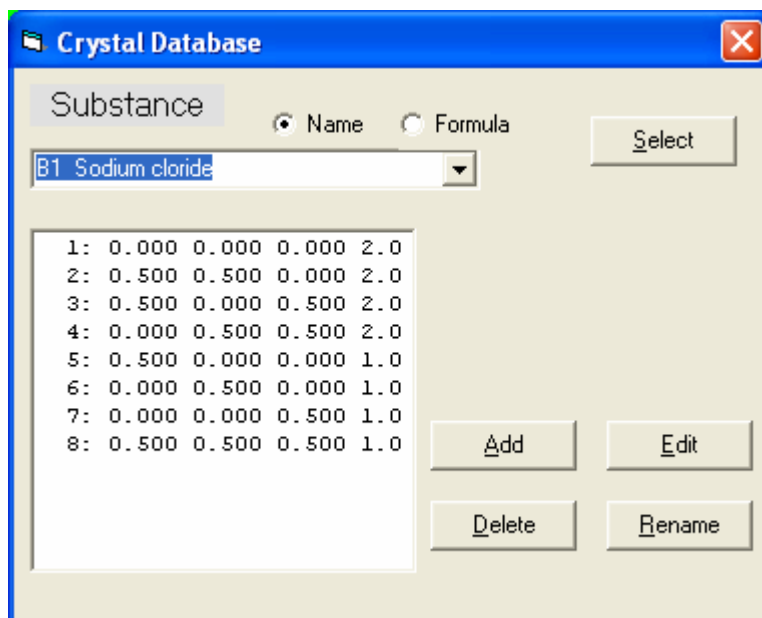 Crystal Database
Substance
Name Formula
Select
B1 Sodium cloride
1: 0.000 0.000 0.000 2.0
2: 0.500 0.500 0.000 2.0
3: 0.500 0.000 0.500 2.0
4: 0.000 0.500 0.500 2.0
5: 0.500 0.000 0.000 1.0
6: 0.000 0.500 0.000 1.0
7: 0.000 0.000 0.500 1.0
8: 0.500 0.500 0.500 1.0
Add Edit
Delete Rename